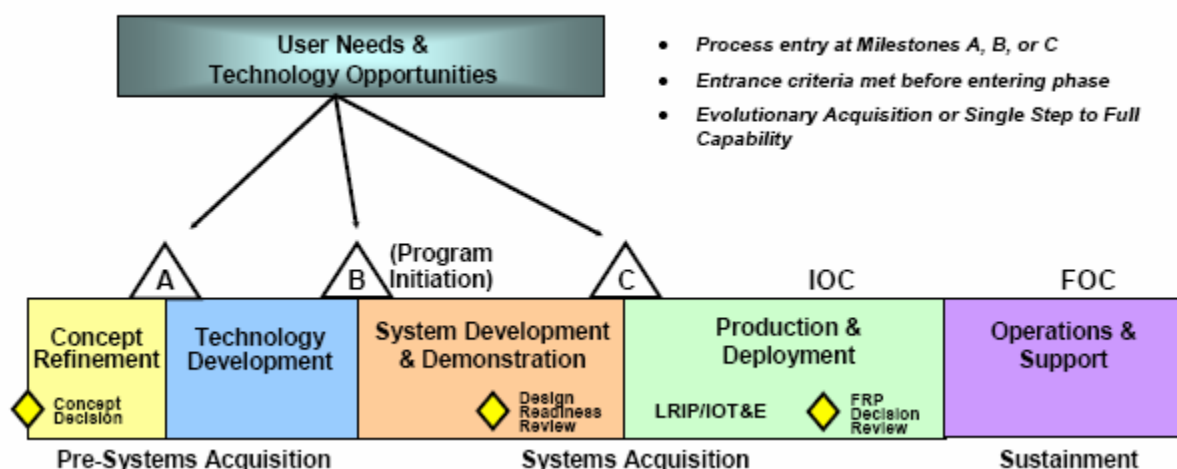 User Needs &
Technology Opportunities
• Process entry at Milestones A, B, or C
• Entrance criteria met before entering phase
• Evolutionary Acquisition or Single Step to Full
Capability
A
B
(Program
Initiation)
C
IOC
FOC
Concept
Refinement
Technology
Development
System Development
& Demonstration
Production &
Deployment
Operations &
Support
Concept
Decision
Design
Readiness
Review
LRIP/IOT&E
FRP
Decision
Review
Pre-Systems Acquisition
Systems Acquisition
Sustainment